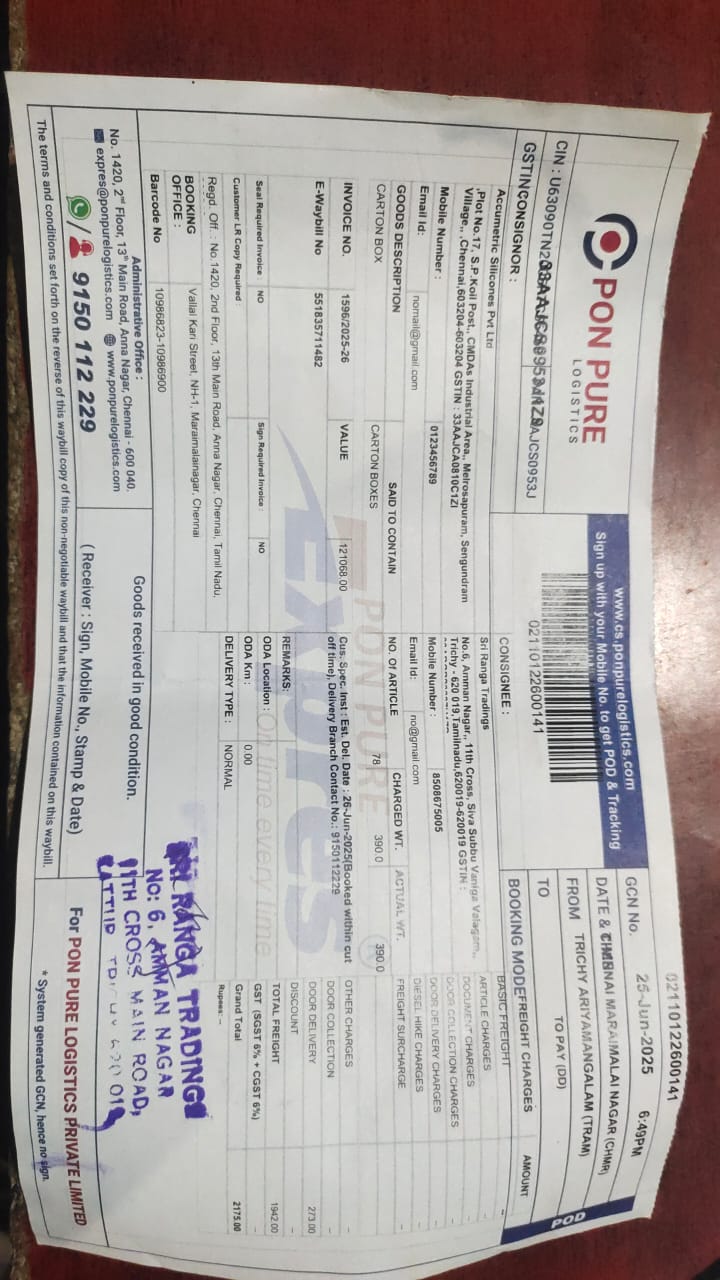 PON PURE
LOGISTICS
www.cs.ponpurelogistics.com
Sign up with your Mobile No. to get POD & Tracking
02110122600141
CIN : U63090TN2
GSTIN
GCN No.
02110122600141
DATE &
25-Jun-2025 6:49PM
FROM
CHENNAI MARAIMALAI NAGAR (CHMR)
TO
TRICHY ARIYAMANGALAM (TRAM)
BOOKING MODE
TO PAY (DD)
POD
CONSIGNOR :
Accumetric Silicones Pvt Ltd
,Plot No.17, S.P.Koil Post,, CMDAs Industrial Area,, Melrosapuram, Sengundram
Village,, ,Chennai,603204-603204 GSTIN : 33AAJCA0810C1ZI
Mobile Number : 0123456789
Email Id: nomail@gmail.com
CONSIGNEE :
Sri Ranga Tradings
No.6, Amman Nagar,, 11th Cross, Siva Subbu Vaniga Valagam,,
Trichy - 620 019,Tamilnadu,620019-620019 GSTIN :
Mobile Number : 8508675005
Email Id: no@gmail.com
GOODS DESCRIPTION SAID TO CONTAIN NO. OF ARTICLE CHARGED WT. ACTUAL WT.
CARTON BOX CARTON BOXES 78 390.0 390.0
INVOICE NO. 1596/2025-26 VALUE 121068.00
E-Waybill No 551835711482
Cus. Spec. Inst : Est. Del. Date : 26-Jun-2025(Booked within cut
off time), Delivery Branch Contact No.: 9150112229
REMARKS:
Seal Required Invoice : NO Sign Required Invoice : NO
Customer LR Copy Required :
ODA Location :
ODA Km : 0.00
DELIVERY TYPE : NORMAL
Regd. Off. : No.1420, 2nd Floor, 13th Main Road, Anna Nagar, Chennai, Tamil Nadu,
BOOKING
OFFICE :
Vallal Kari Street, NH-1, Maraimalainagar, Chennai
Barcode No 10986823-10986900
FREIGHT CHARGES AMOUNT
BASIC FREIGHT --
ARTICLE CHARGES -
DOCUMENT CHARGES -
DOOR COLLECTION CHARGES -
DOOR DELIVERY CHARGES -
DIESEL HIKE CHARGES -
FREIGHT SURCHARGE -
OTHER CHARGES -
DOOR COLLECTION -
DOOR DELIVERY 273.00
DISCOUNT -
TOTAL FREIGHT 1942.00
GST (SGST 6% + CGST 6%) -
Grand Total 2175.00
Rupees: --
PON PURE
EXpress
On time every time
Administrative Office :
No. 1420, 2nd Floor, 13th Main Road, Anna Nagar, Chennai - 600 040.
expres@ponpurelogistics.com www.ponpurelogistics.com
9150 112 229
Goods received in good condition.
( Receiver : Sign, Mobile No., Stamp & Date)
SRI RANGA TRADING
No: 6, AMMAN NAGAR
11TH CROSS MAIN ROAD,
For PON PURE LOGISTICS PRIVATE LIMITED
The terms and conditions set forth on the reverse of this waybill copy of this non-negotiable waybill and that the information contained on this waybill.
* System generated GCN, hence no sign.